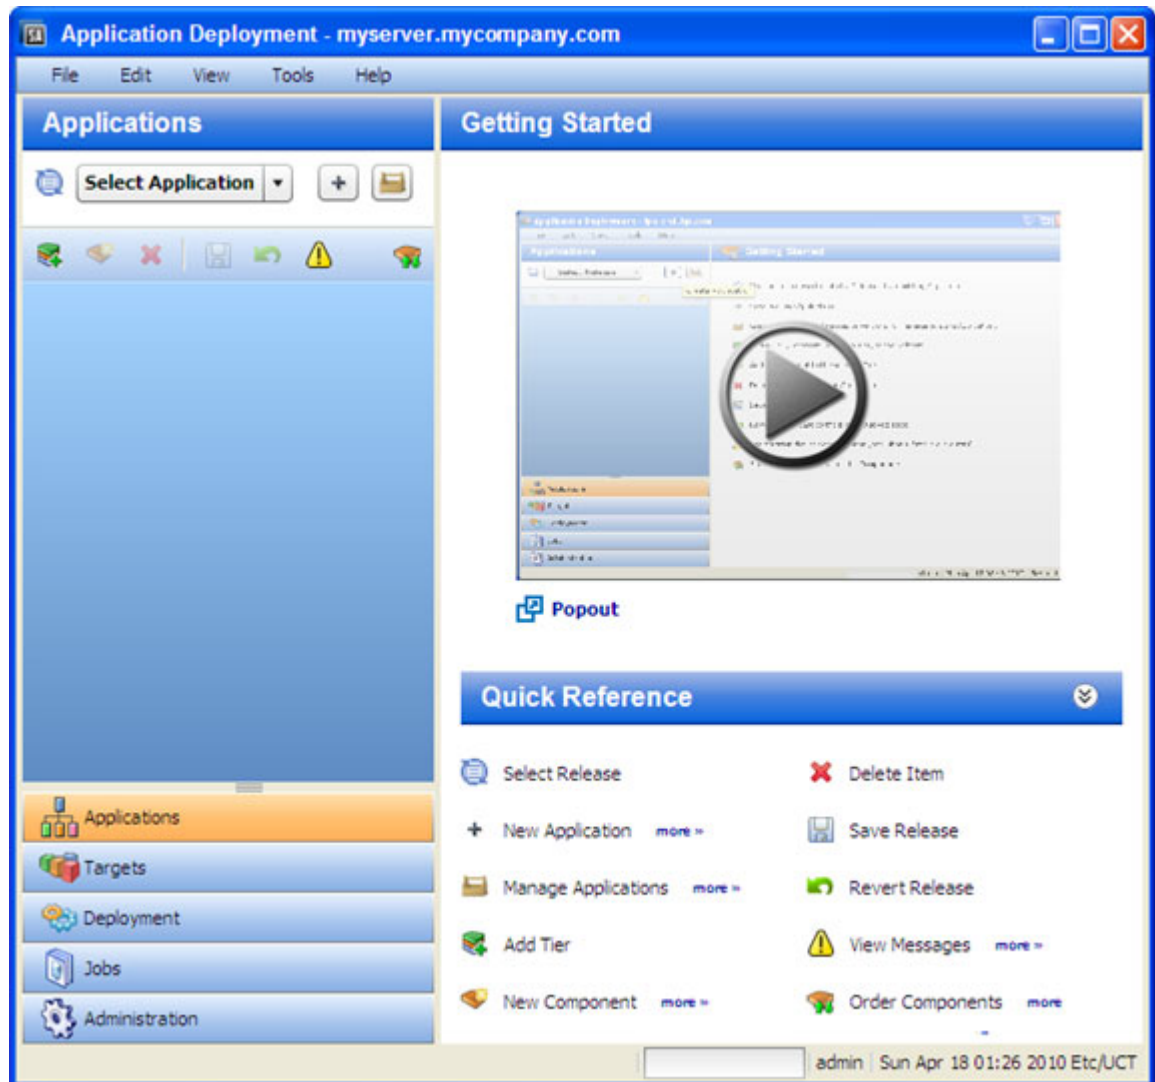 SA Application Deployment - myserver.mycompany.com
File Edit View Tools Help
Applications
Select Application
Applications
Targets
Deployment
Jobs
Administration
Getting Started
Getting Started
Popout
Quick Reference
Select Release
Delete Item
New Application more »
Save Release
Manage Applications more »
Revert Release
Add Tier
View Messages more »
New Component more »
Order Components more
»
admin Sun Apr 18 01:26 2010 Etc/UCT